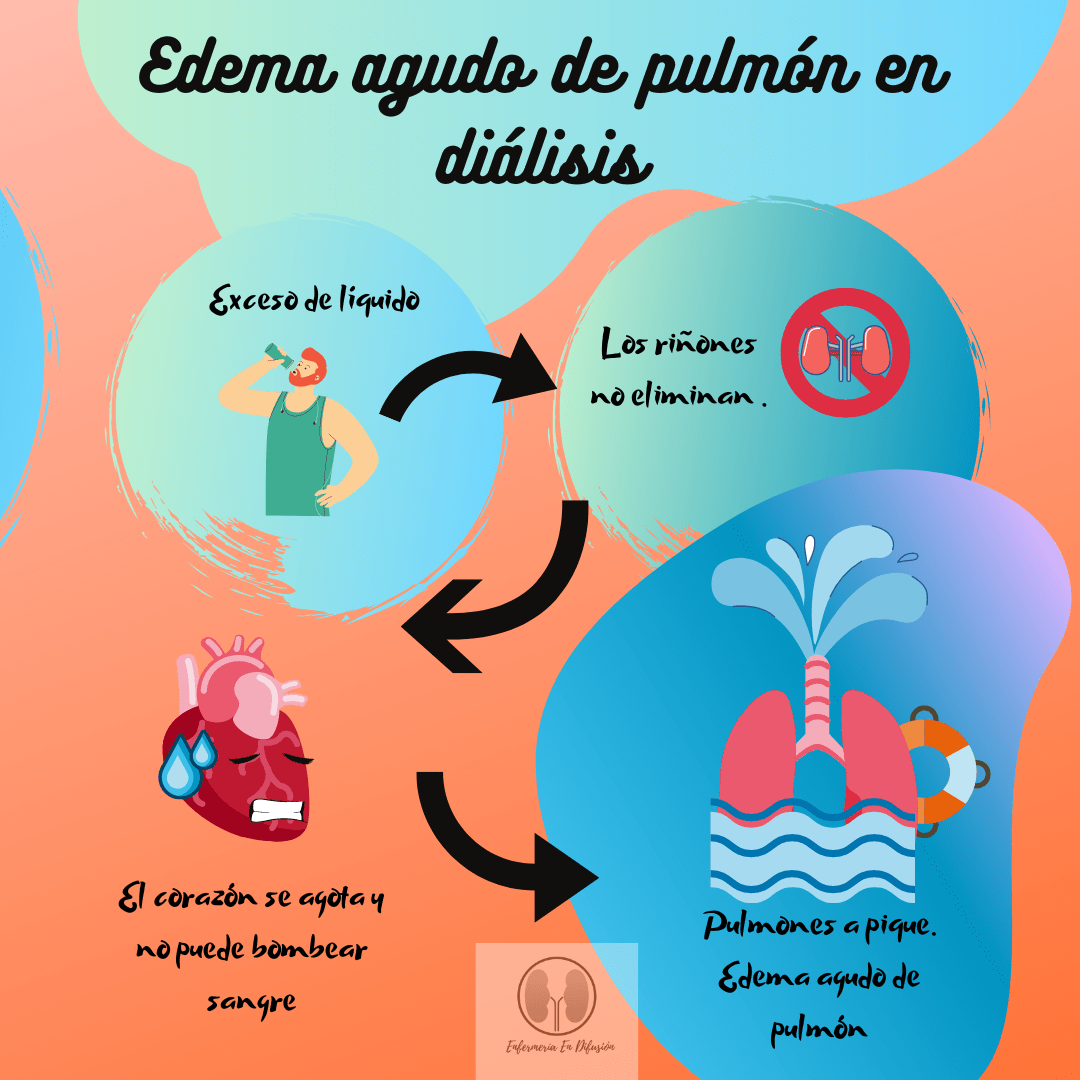 Edema agudo de pulmón en
diálisis
Exceso de líquido
Los riñones
no eliminan .
El corazón se agota y
no puede bombear
sangre
Pulmones a pique.
Edema agudo de
pulmón
Enfermería En Difusión